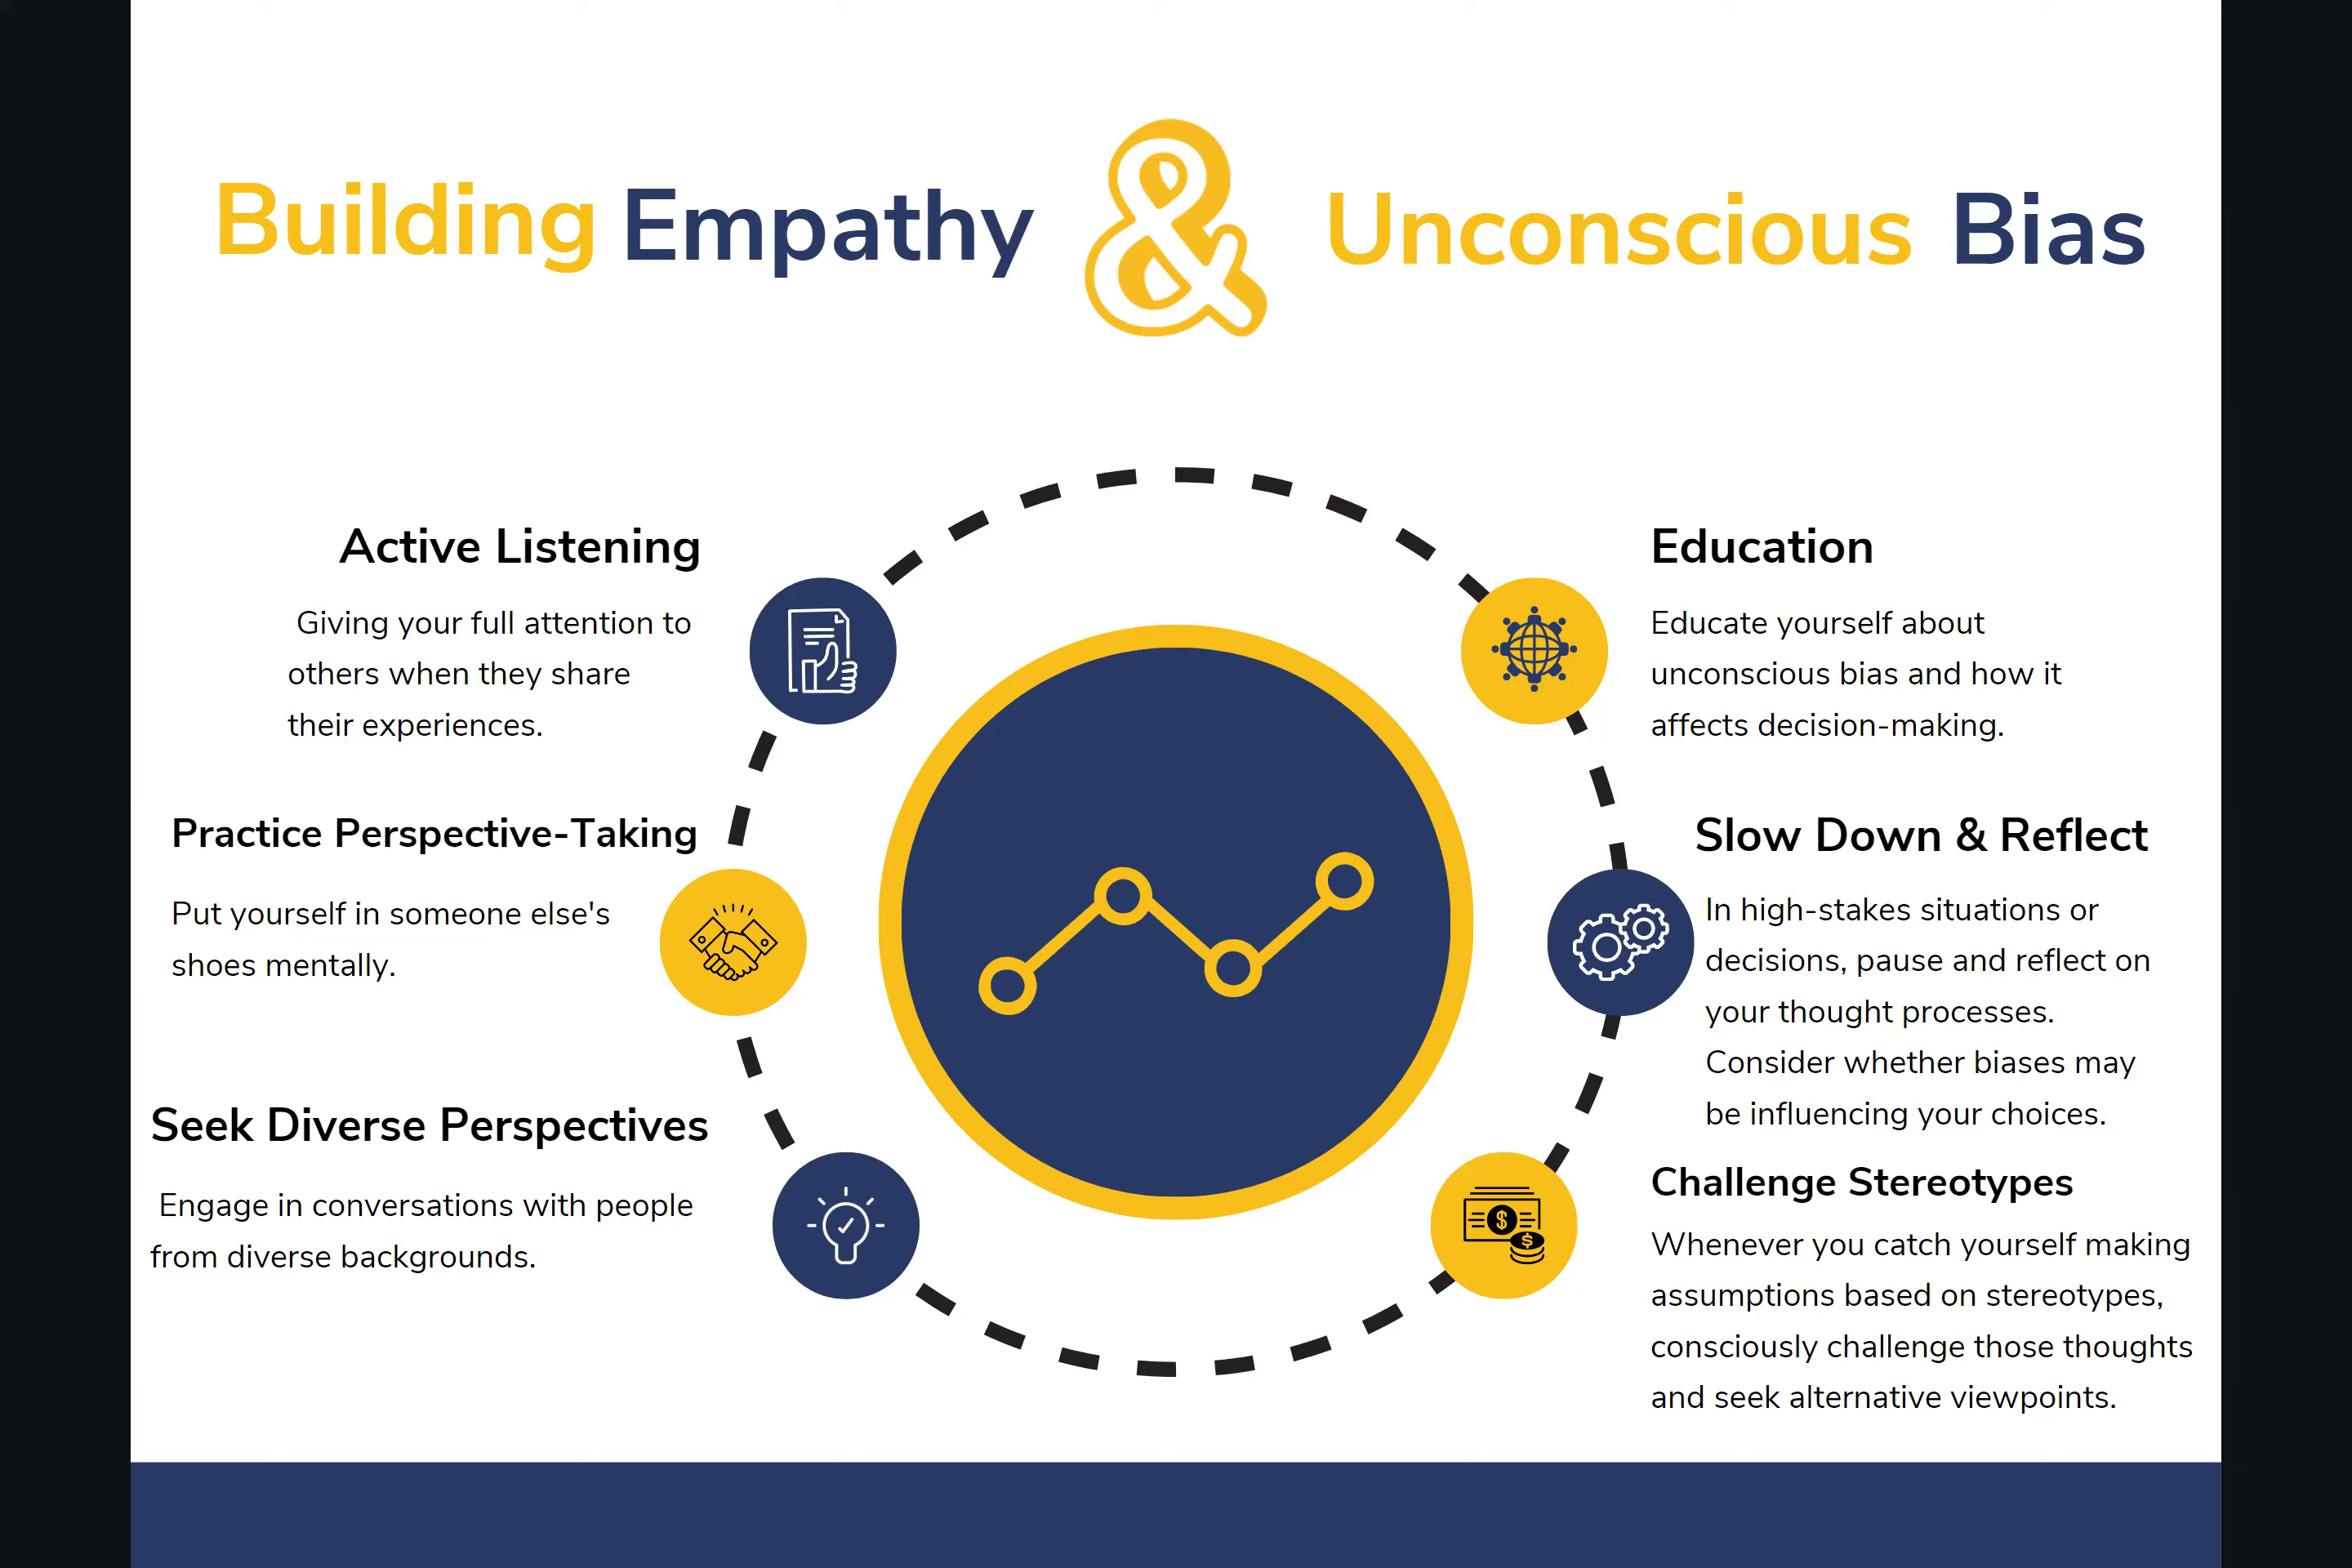 Building Empathy & Unconscious Bias
Active Listening
Giving your full attention to
others when they share
their experiences.
Practice Perspective-Taking
Put yourself in someone else's
shoes mentally.
Seek Diverse Perspectives
Engage in conversations with people
from diverse backgrounds.
Education
Educate yourself about
unconscious bias and how it
affects decision-making.
Slow Down & Reflect
In high-stakes situations or
decisions, pause and reflect on
your thought processes.
Consider whether biases may
be influencing your choices.
Challenge Stereotypes
$
$
Whenever you catch yourself making
assumptions based on stereotypes,
consciously challenge those thoughts
and seek alternative viewpoints.